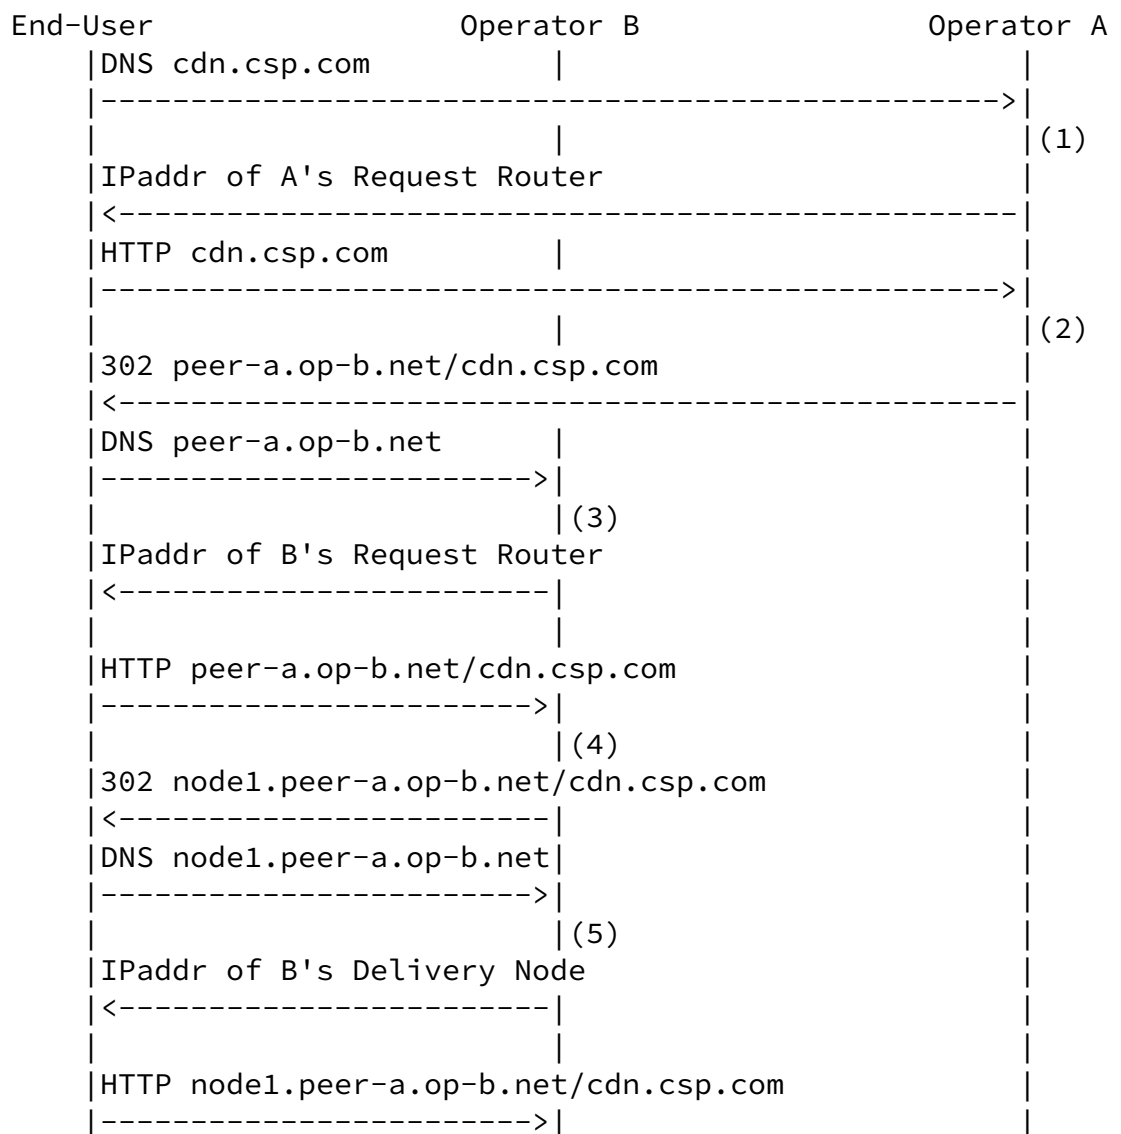 End-User                 Operator B                Operator A
    |DNS cdn.csp.com          |                         |
    |-------------------------------------------------->|
    |                         |                         |(1)
    |IPaddr of A's Request Router                       |
    |<--------------------------------------------------|
    |HTTP cdn.csp.com         |                         |
    |-------------------------------------------------->|
    |                         |                         |(2)
    |302 peer-a.op-b.net/cdn.csp.com                    |
    |<--------------------------------------------------|
    |DNS peer-a.op-b.net      |                         |
    |------------------------>|                         |
    |                         |(3)                      |
    |IPaddr of B's Request Router                       |
    |<------------------------|                         |
    |                         |                         |
    |HTTP peer-a.op-b.net/cdn.csp.com                   |
    |------------------------>|                         |
    |                         |(4)                      |
    |302 node1.peer-a.op-b.net/cdn.csp.com              |
    |<------------------------|                         |
    |DNS node1.peer-a.op-b.net|                         |
    |------------------------>|                         |
    |                         |(5)                      |
    |IPaddr of B's Delivery Node                        |
    |<------------------------|                         |
    |                         |                         |
    |HTTP node1.peer-a.op-b.net/cdn.csp.com             |
    |------------------------>|                         |